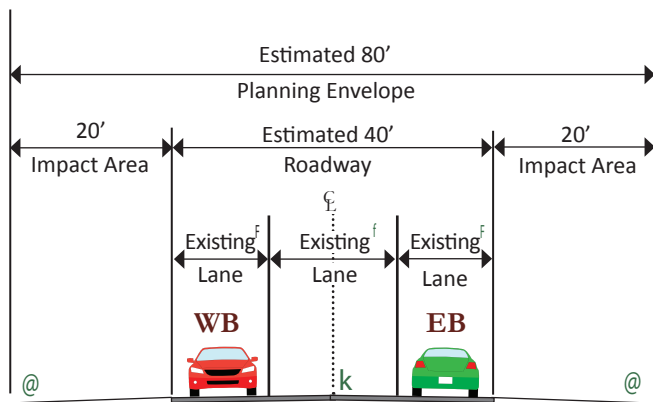 Estimated 80’
Planning Envelope
20’ Estimated 40’ 20’
Impact Area Roadway Impact Area
℄
Existing F Existing f Existing F
Lane Lane Lane
WB EB
@ k @